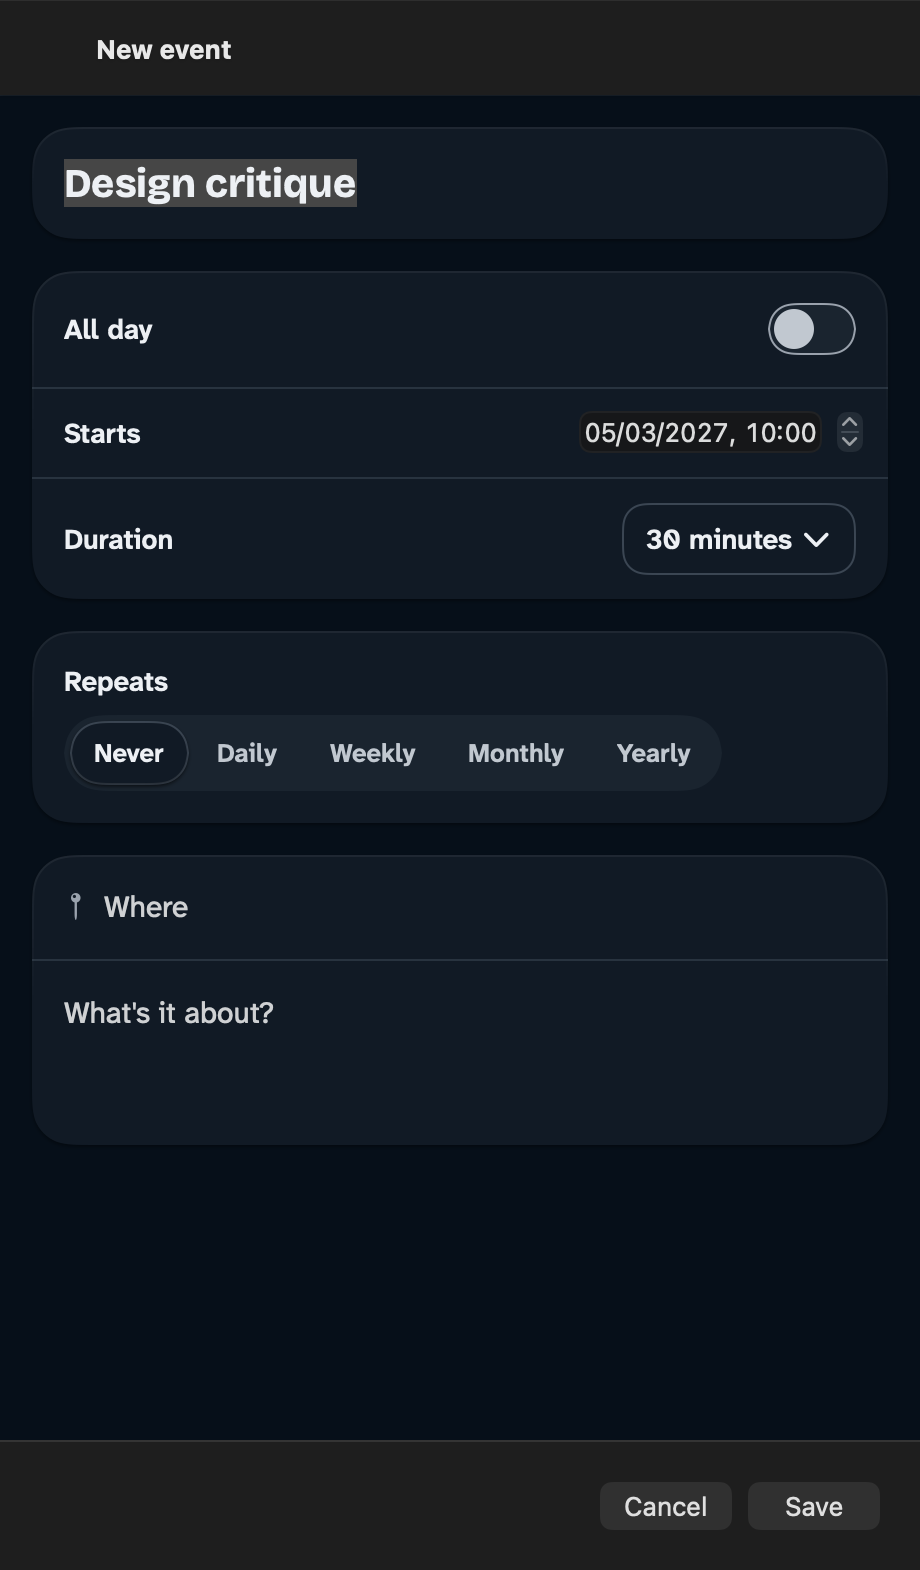 New event
Design critique
All day
Starts 05/03/2027, 10:00
Duration 30 minutes
Repeats
Never Daily Weekly Monthly Yearly
Where
What's it about?
Cancel Save